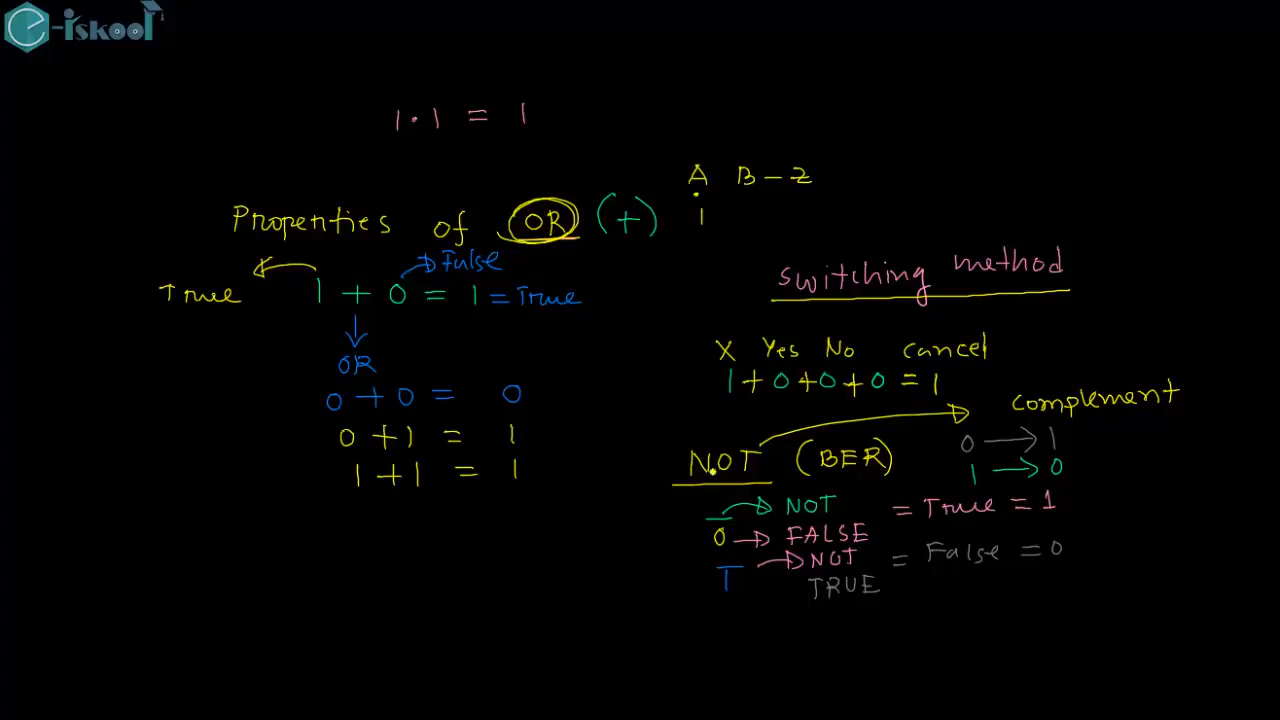 e-iskool
1 · 1 = 1
A B – Z
1
Properties of OR (+)
False
True 1 + 0 = 1 = True
OR
0 + 0 = 0
0 + 1 = 1
1 + 1 = 1
switching method
X Yes No cancel
1 + 0 + 0 + 0 = 1
complement
NOT (BER)
0 → 1
1 → 0
NOT = True = 1
0 → FALSE
1̅ → NOT = False = 0
TRUE